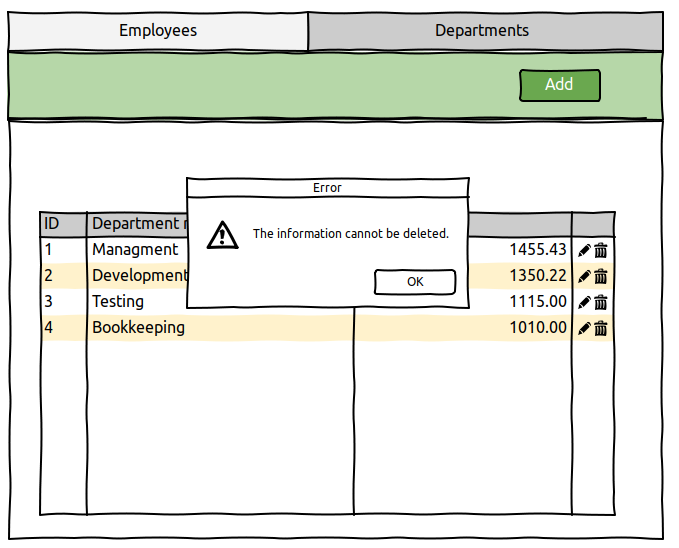 Employees Departments
Add
Error
ID Department
The information cannot be deleted.
1 Managment 1455.43
2 Development 1350.22
OK
3 Testing 1115.00
4 Bookkeeping 1010.00